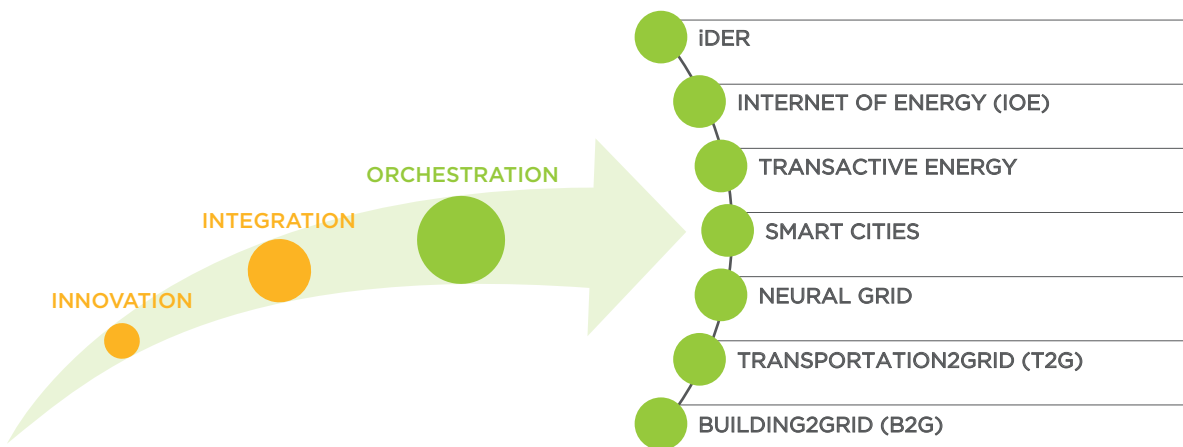 INNOVATION
INTEGRATION
ORCHESTRATION
iDER
INTERNET OF ENERGY (IOE)
TRANSACTIVE ENERGY
SMART CITIES
NEURAL GRID
TRANSPORTATION2GRID (T2G)
BUILDING2GRID (B2G)